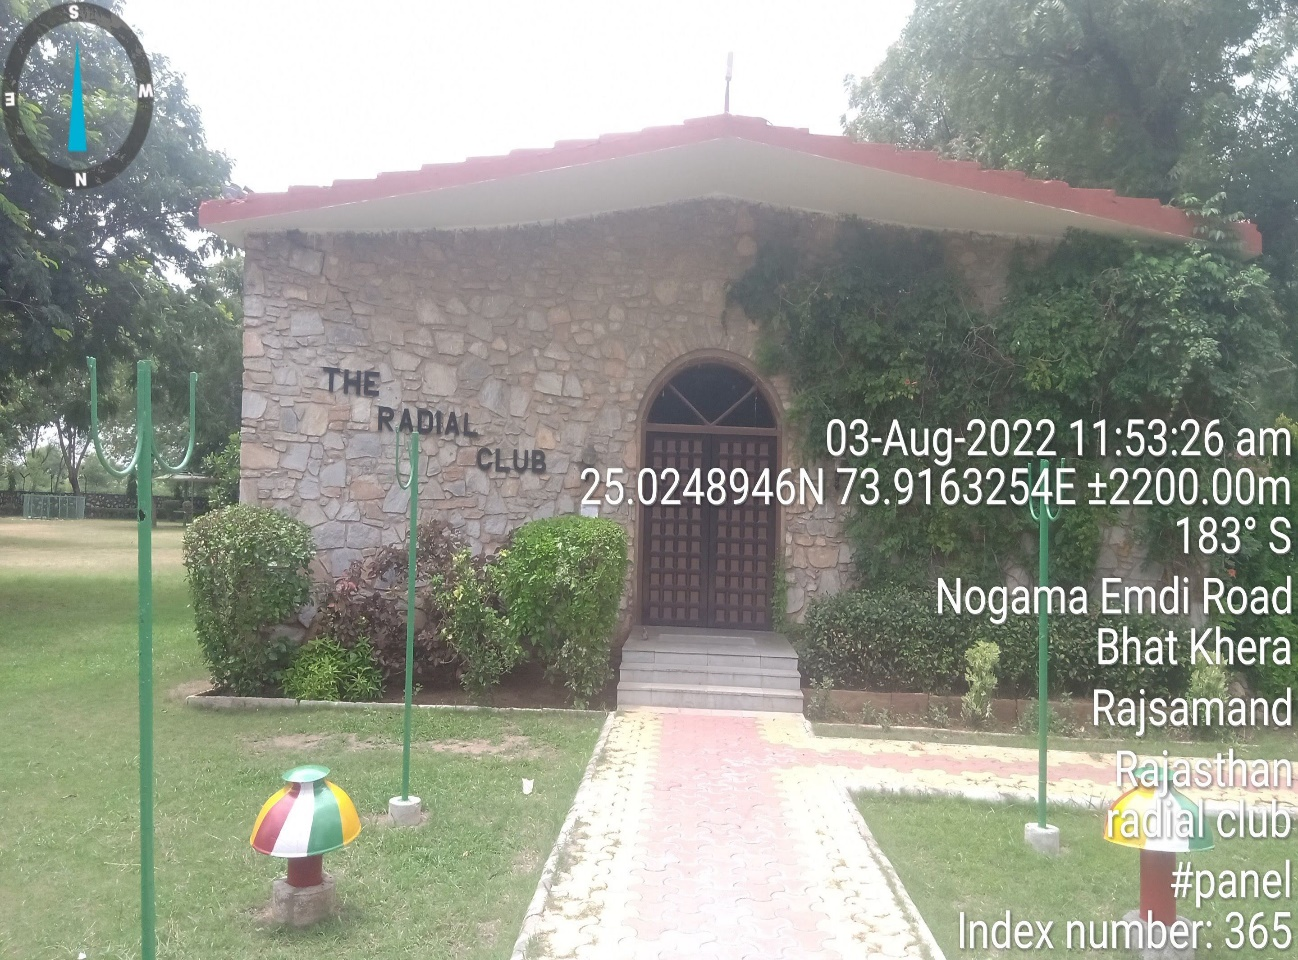 S
E
W
N
THE
RADIAL
CLUB
03-Aug-2022 11:53:26 am
25.0248946N 73.9163254E ±2200.00m
183° S
Nogama Emdi Road
Bhat Khera
Rajsamand
Rajasthan
radial club
#panel
Index number: 365